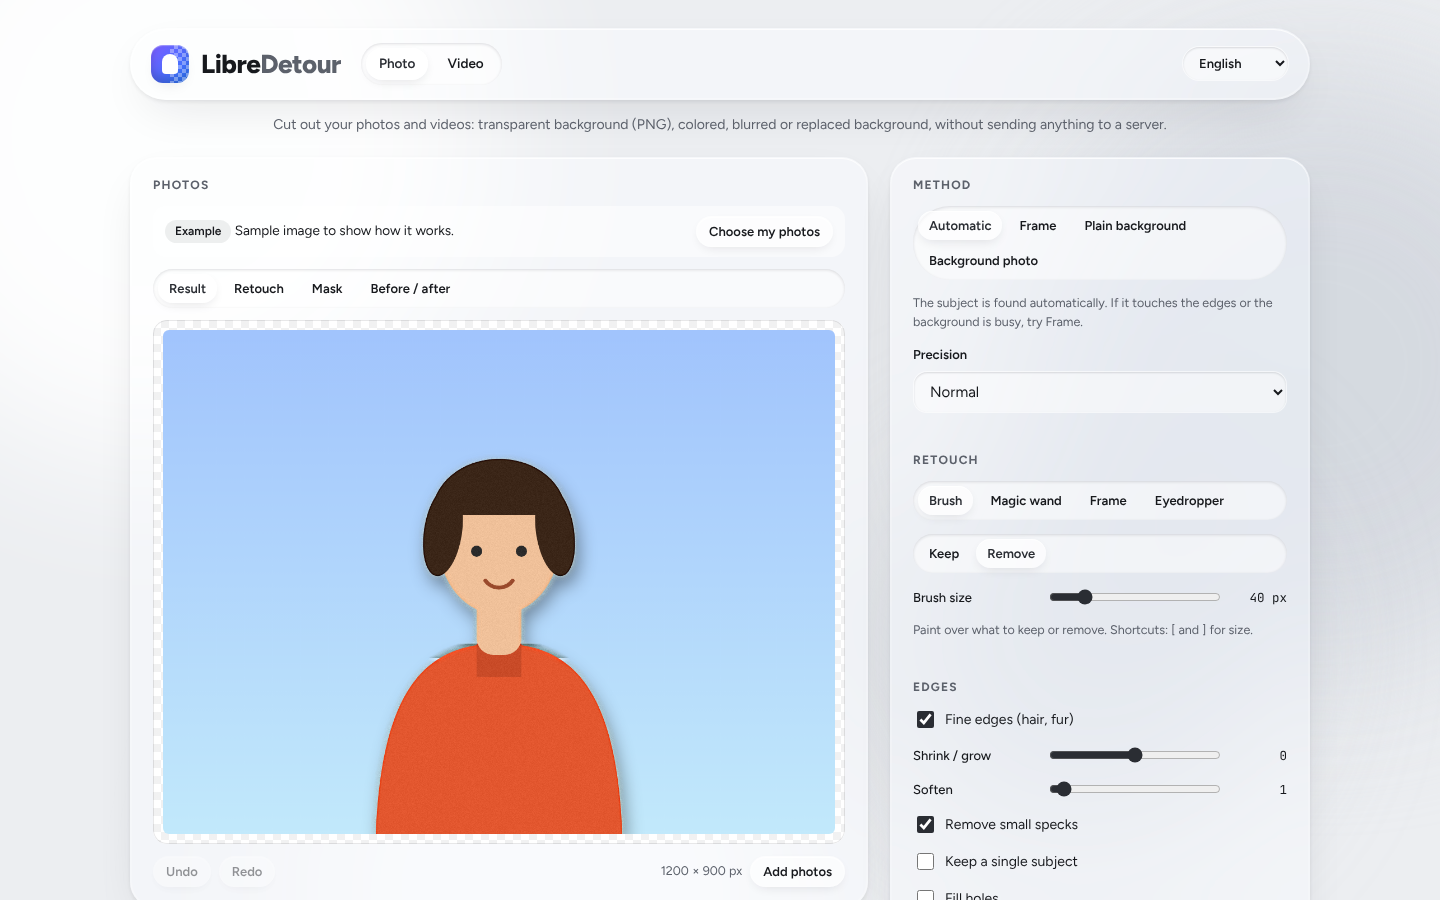 LibreDetour
Photo
Video
English
Cut out your photos and videos: transparent background (PNG), colored, blurred or replaced background, without sending anything to a server.
PHOTOS
Example
Sample image to show how it works.
Choose my photos
Result
Retouch
Mask
Before / after
Undo
Redo
1200 × 900 px
Add photos
METHOD
Automatic
Frame
Plain background
Background photo
The subject is found automatically. If it touches the edges or the
background is busy, try Frame.
Precision
Normal
RETOUCH
Brush
Magic wand
Frame
Eyedropper
Keep
Remove
Brush size
40 px
Paint over what to keep or remove. Shortcuts: [ and ] for size.
EDGES
Fine edges (hair, fur)
Shrink / grow
0
Soften
1
Remove small specks
Keep a single subject
Fill holes